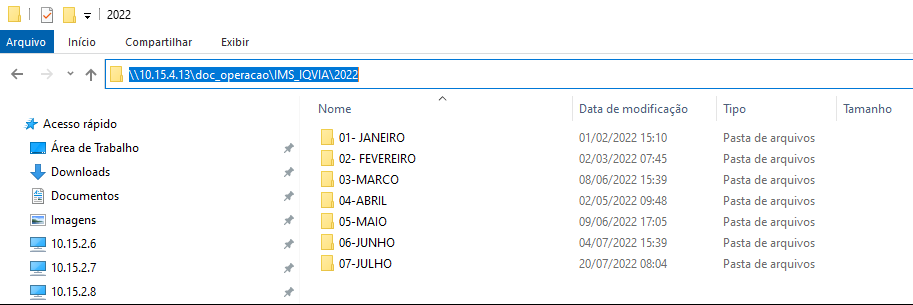 2022
Arquivo Início Compartilhar Exibir
\\10.15.4.13\doc_operacao\IMS_IQVIA\2022
Nome Data de modificação Tipo Tamanho
Acesso rápido
Área de Trabalho
Downloads
Documentos
Imagens
10.15.2.6
10.15.2.7
10.15.2.8
01- JANEIRO 01/02/2022 15:10 Pasta de arquivos
02- FEVEREIRO 02/03/2022 07:45 Pasta de arquivos
03-MARCO 08/06/2022 15:39 Pasta de arquivos
04-ABRIL 02/05/2022 09:48 Pasta de arquivos
05-MAIO 09/06/2022 17:05 Pasta de arquivos
06-JUNHO 04/07/2022 15:39 Pasta de arquivos
07-JULHO 20/07/2022 08:04 Pasta de arquivos